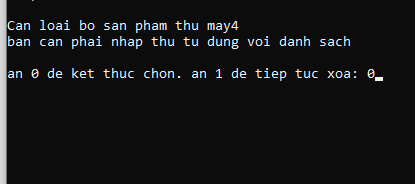 Can loai bo san pham thu may4
ban can phai nhap thu tu dung voi danh sach
an 0 de ket thuc chon. an 1 de tiep tuc xoa: 0